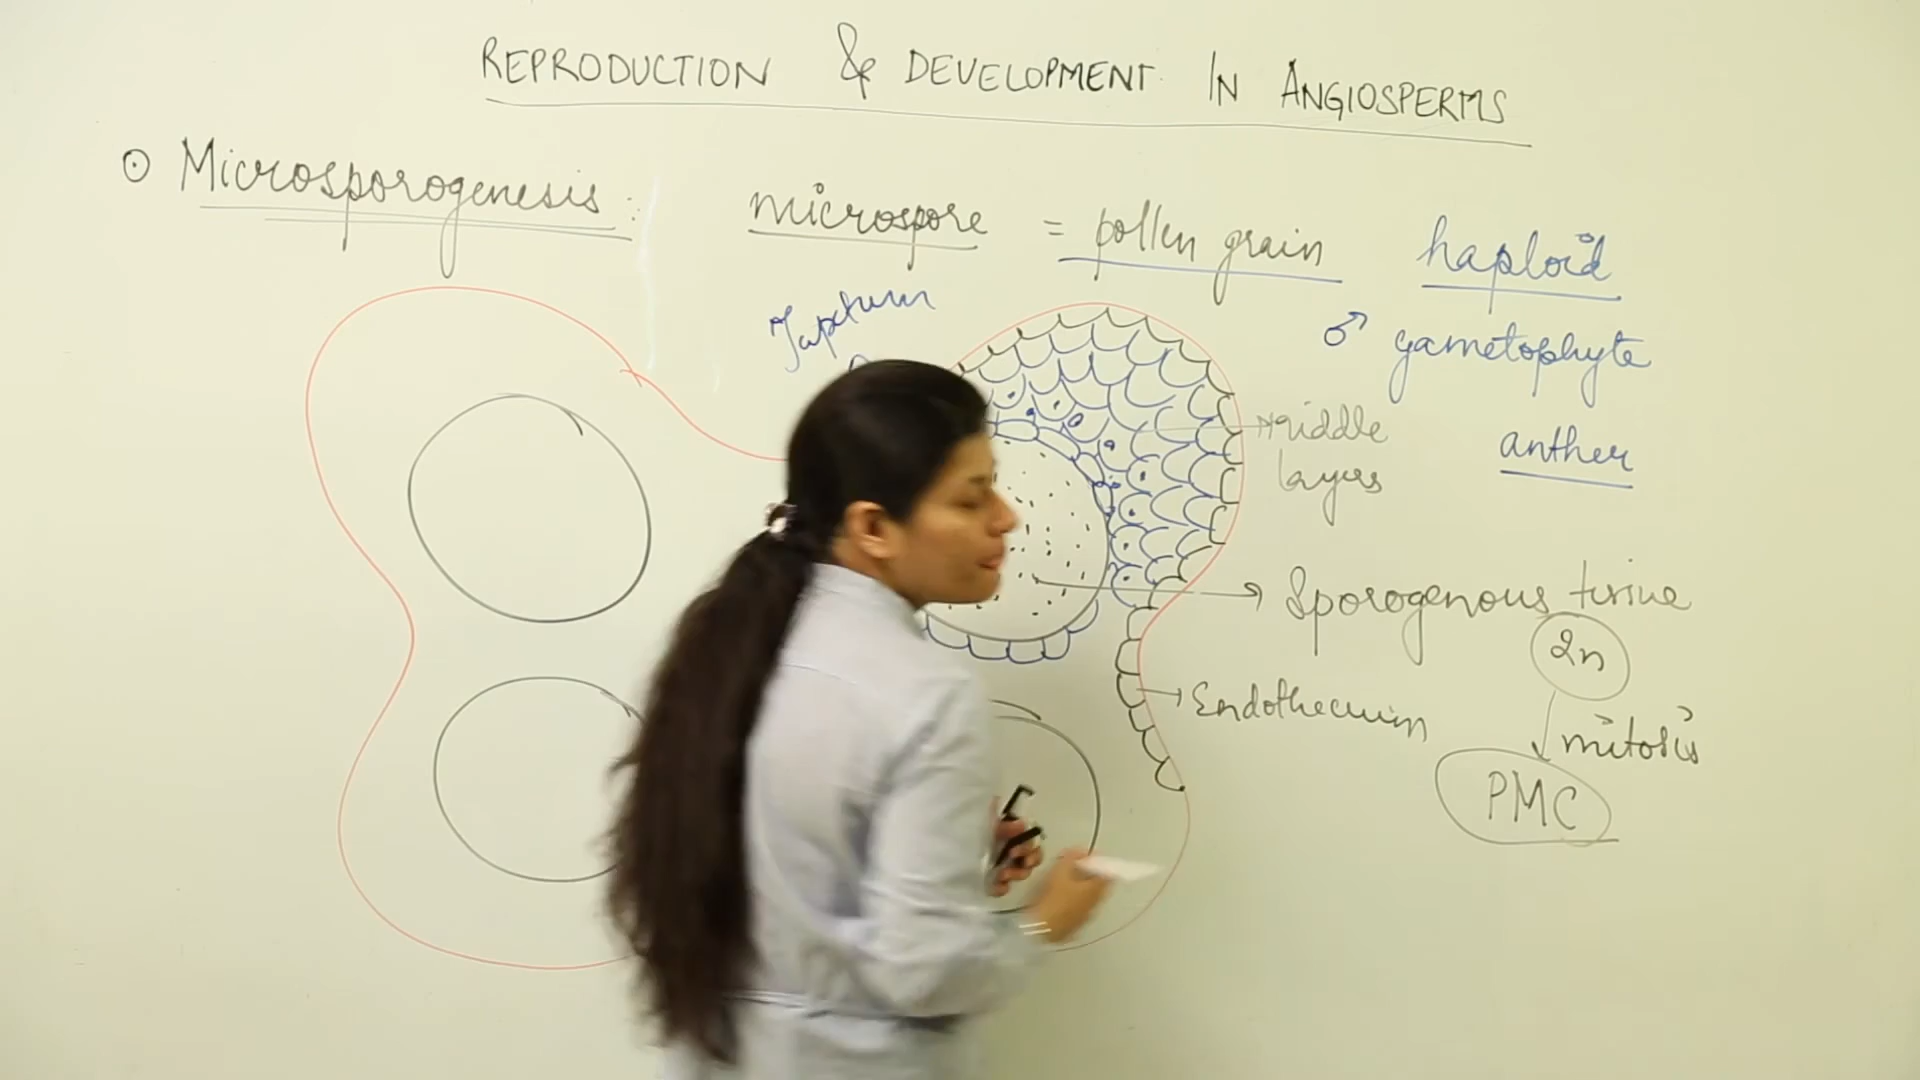 REPRODUCTION & DEVELOPMENT IN ANGIOSPERMS
⊙ Microsporogenesis :
microspore = pollen grain
haploid
♂ gametophyte
anther
Tapetum
Middle
layers
Sporogenous tissue
2n
mitosis
PMC
Endothecium